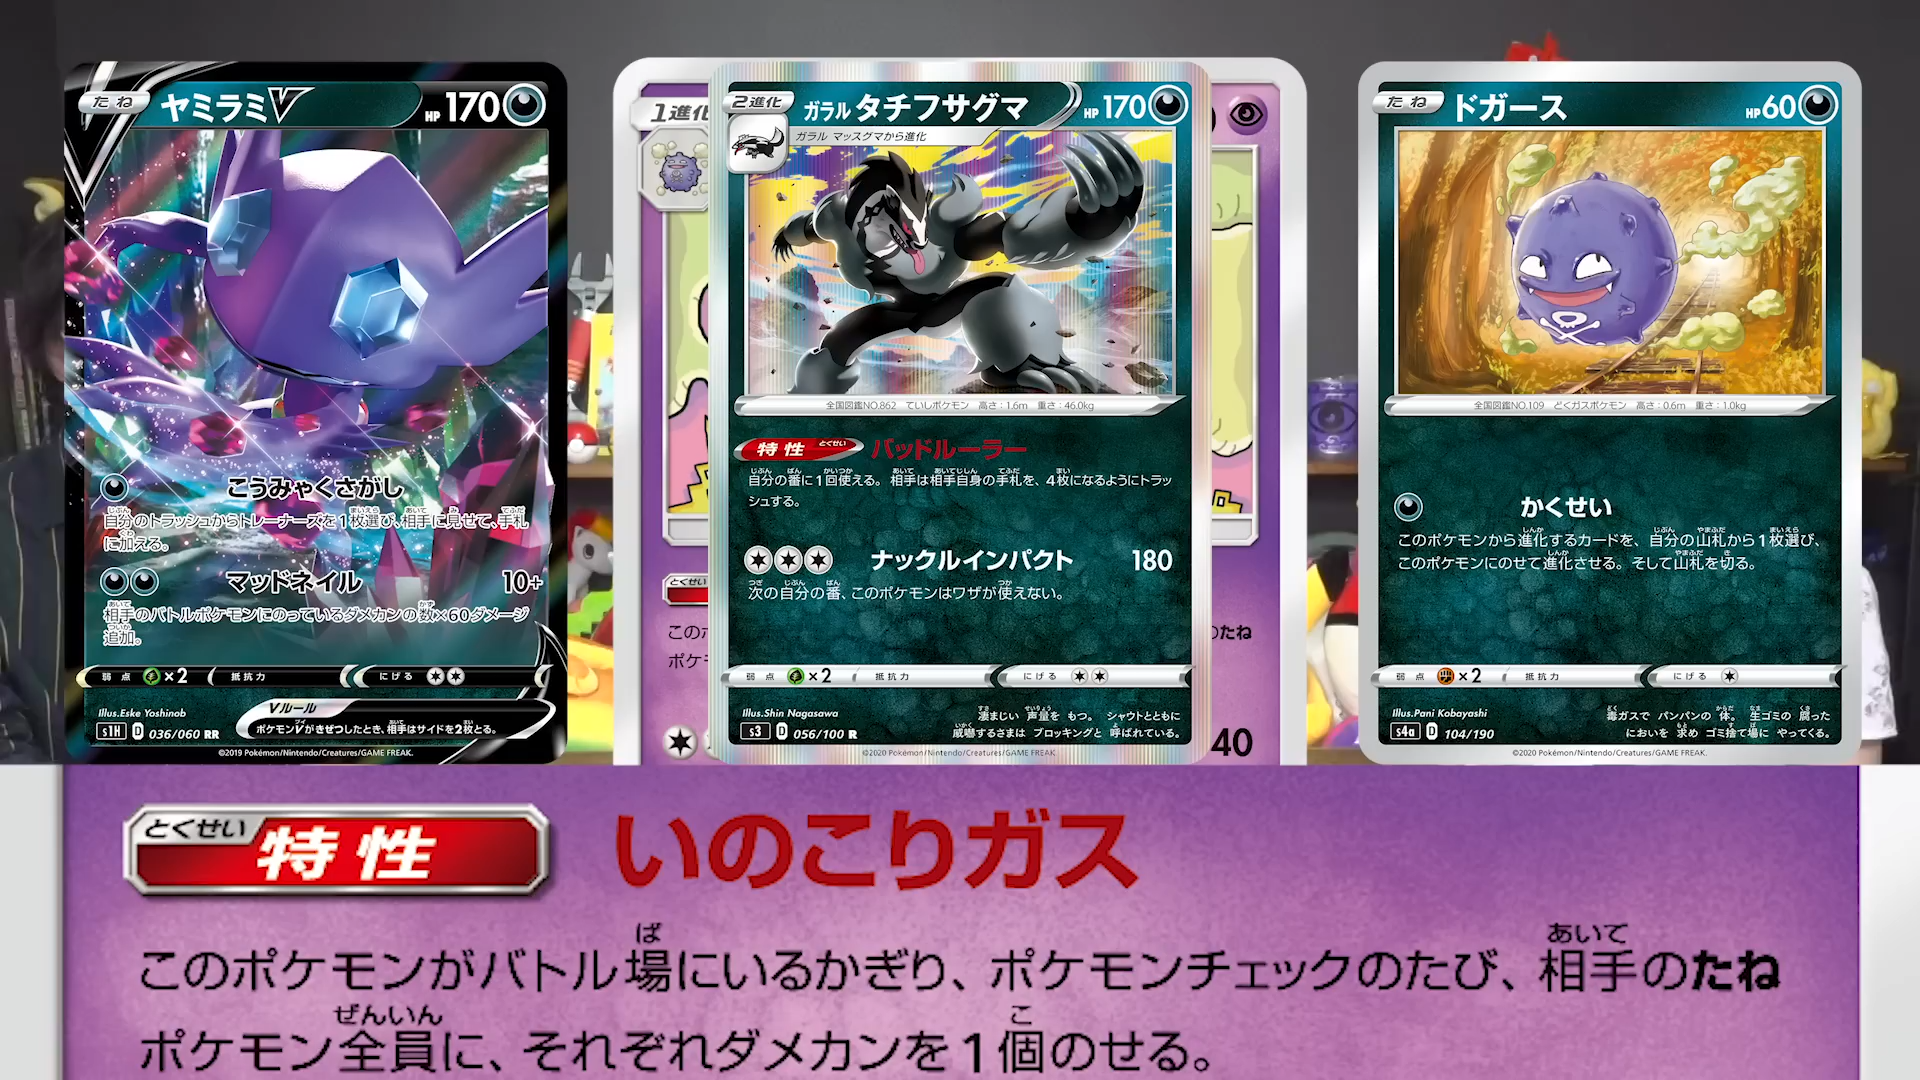 たね
ヤミラミV
HP 170
こうみゃくさがし
自分のトラッシュからトレーナーズを1枚選び、相手に見せて、手札
に加える。
マッドネイル 10+
相手のバトルポケモンにのっているダメカンの数×60ダメージ
追加。
弱点 ×2 抵抗力 にげる
Illus.Eske Yoshinob
Vルール
ポケモンVがきぜつしたとき、相手はサイドを2枚とる。
s1H D 036/060 RR
©2019 Pokémon/Nintendo/Creatures/GAME FREAK.
1進化
とくせい
このポ
ポケモ
のたね
40
2進化
ガラル タチフサグマ
HP 170
ガラル マッスグマから進化
全国図鑑NO.862 ていしポケモン 高さ:1.6m 重さ:46.0kg
特性 とくせい バッドルーラー
自分の番に1回使える。相手は相手自身の手札を、4枚になるようにトラッ
シュする。
ナックルインパクト 180
次の自分の番、このポケモンはワザが使えない。
弱点 ×2 抵抗力 にげる
Illus.Shin Nagasawa
凄まじい 声量を もつ。 シャウトとともに
威嚇するさまは ブロッキングと 呼ばれている。
s3 D 056/100 R
©2020 Pokémon/Nintendo/Creatures/GAME FREAK
たね
ドガース
HP 60
全国図鑑NO.109 どくガスポケモン 高さ:0.6m 重さ:1.0kg
かくせい
このポケモンから進化するカードを、自分の山札から1枚選び、
このポケモンにのせて進化させる。そして山札を切る。
弱点 ×2 抵抗力 にげる
Illus.Pani Kobayashi
毒ガスで パンパンの 体。 生ゴミの 腐った
においを 求め ゴミ捨て場に やってくる。
s4a D 104/190
©2020 Pokémon/Nintendo/Creatures/GAME FREAK.
とくせい 特性 いのこりガス
このポケモンがバトル場にいるかぎり、ポケモンチェックのたび、相手のたね
ポケモン全員に、それぞれダメカンを1個のせる。